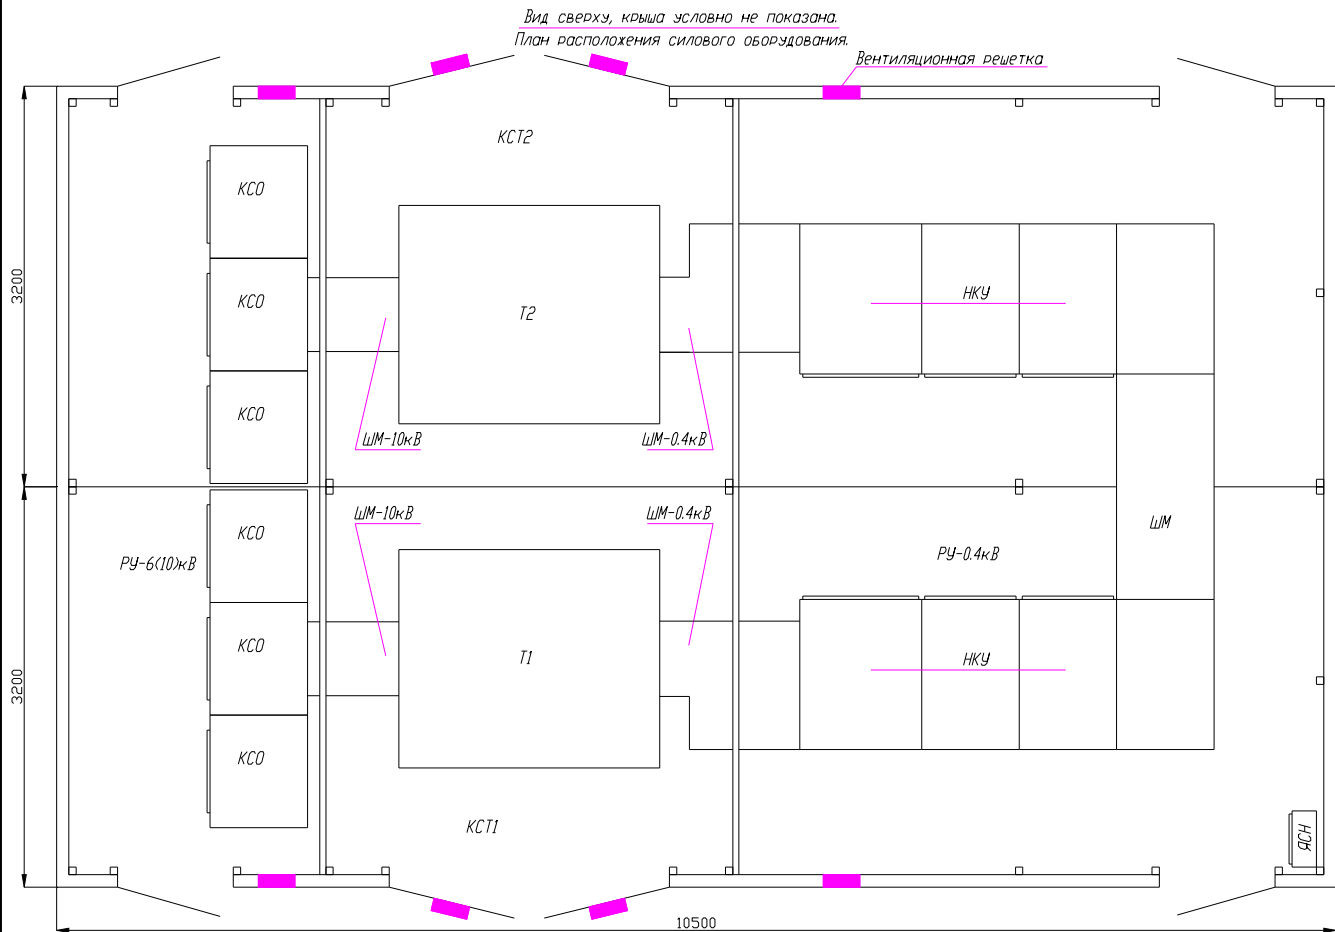 Вид сверху, крыша условно не показана.
План расположения силового оборудования.
Вентиляционная решетка
КСТ2
КСО
КСО
КСО
Т2
НКУ
3200
ШМ-10кВ
ШМ-0.4кВ
ШМ-10кВ
ШМ-0.4кВ
КСО
ШМ
РУ-6(10)кВ
РУ-0.4кВ
КСО
Т1
НКУ
3200
КСО
КСТ1
ЯСН
10500